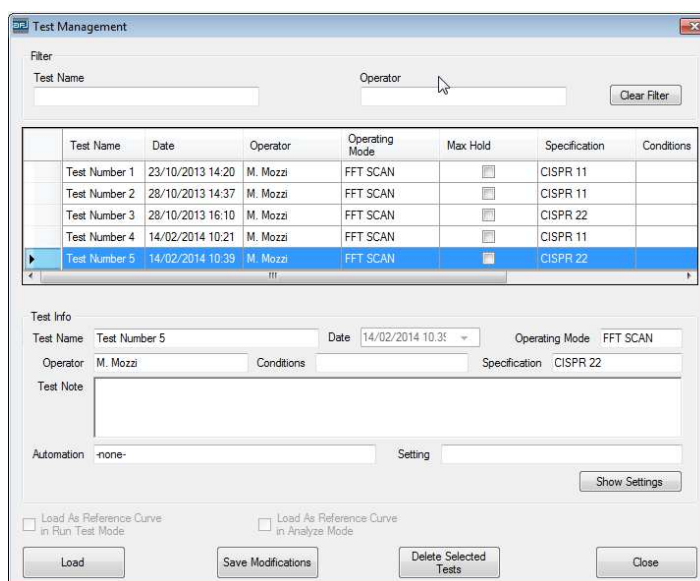 Test Management
Filter
Test Name
Operator
Clear Filter
Test Name Date Operator Operating Mode Max Hold Specification Conditions
Test Number 1 23/10/2013 14:20 M. Mozzi FFT SCAN CISPR 11
Test Number 2 28/10/2013 14:37 M. Mozzi FFT SCAN CISPR 11
Test Number 3 28/10/2013 16:10 M. Mozzi FFT SCAN CISPR 22
Test Number 4 14/02/2014 10:21 M. Mozzi FFT SCAN CISPR 11
Test Number 5 14/02/2014 10:39 M. Mozzi FFT SCAN CISPR 22
Test Info
Test Name Test Number 5 Date 14/02/2014 10.39 Operating Mode FFT SCAN
Operator M. Mozzi Conditions Specification CISPR 22
Test Note
Automation -none- Setting
Show Settings
Load As Reference Curve
in Run Test Mode
Load As Reference Curve
in Analyze Mode
Load Save Modifications Delete Selected Tests Close